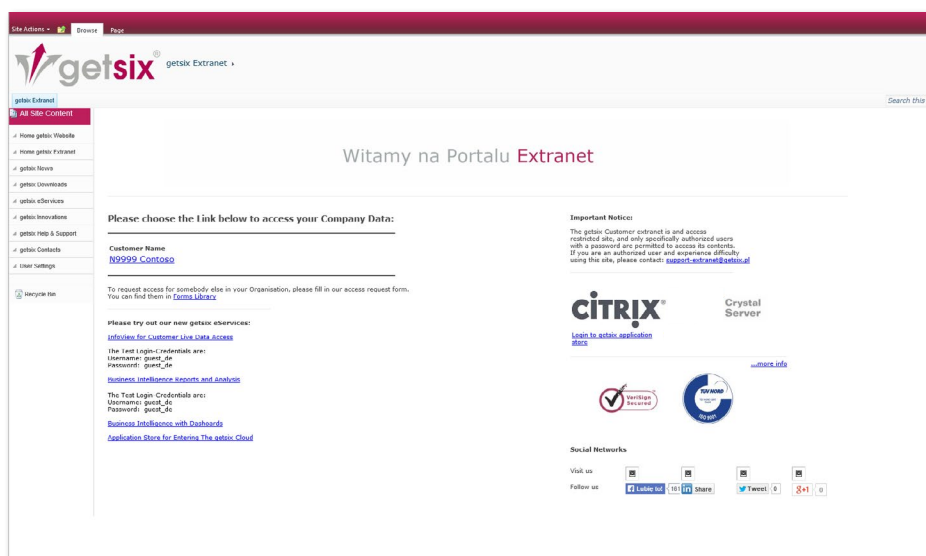 Site Actions
Browse
Page
getsix®
getsix Extranet
getsix Extranet
Search this
All Site Content
Home getsix Website
Home getsix Extranet
getsix News
getsix Downloads
getsix eServices
getsix Innovations
getsix Help & Support
getsix Contacts
User Settings
Recycle Bin
Witamy na Portalu Extranet
Please choose the Link below to access your Company Data:
Customer Name
N9999 Contoso
To request access for somebody else in your Organisation, please fill in our access request form.
You can find them in Forms Library
Please try out our new getsix eServices:
InfoView for Customer Live Data Access
The Test Login-Credentials are:
Username: guest_de
Password: guest_de
Business Intelligence Reports and Analysis
The Test Login Credentials are:
Username: guest_de
Password: guest_de
Business Intelligence with Dashoards
Application Store for Entering The getsix Cloud
Important Notice:
The getsix Customer extranet is and access
restricted site, and only specifically authorized users
with a password are permitted to access its contents.
If you are an authorized user and experience difficulty
using this site, please contact: support-extranet@getsix.pl
CITRIX®
Crystal
Server
Login to getsix application
store
...more info
VeriSign
Secured
TÜV NORD
ISO 9001
Social Networks
Visit us
Follow us
Lubię to! 181
Share
Tweet 0
g+1 0